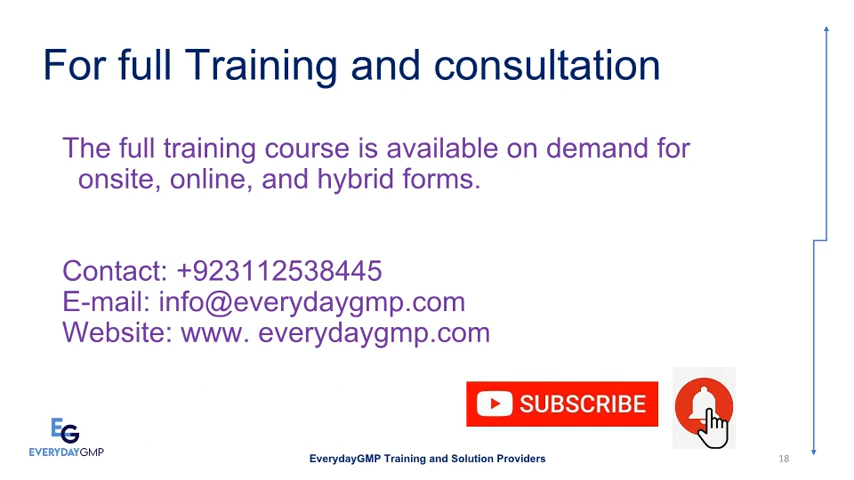 For full Training and consultation
The full training course is available on demand for
onsite, online, and hybrid forms.
Contact: +923112538445
E-mail: info@everydaygmp.com
Website: www. everydaygmp.com
SUBSCRIBE
EG
EVERYDAYGMP
EverydayGMP Training and Solution Providers
18